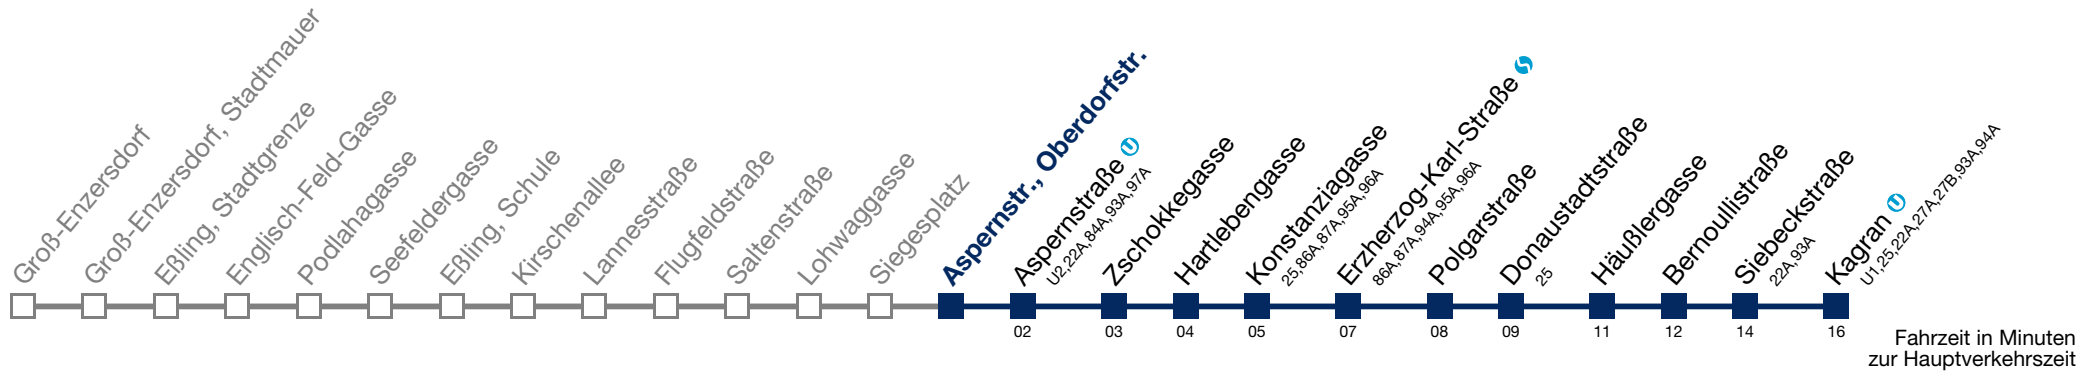 Groß-Enzersdorf
Groß-Enzersdorf, Stadtmauer
Eßling, Stadtgrenze
Englisch-Feld-Gasse
Podlahagasse
Seefeldergasse
Eßling, Schule
Kirschenallee
Lannesstraße
Flugfeldstraße
Saltenstraße
Lohwaggasse
Siegesplatz
Aspernstr., Oberdorfstr.
Aspernstraße U
U2,22A,84A,93A,97A
02
Zschokkegasse
03
Hartlebengasse
04
Konstanziagasse
25,86A,87A,95A,96A
05
Erzherzog-Karl-Straße S
86A,87A,94A,95A,96A
07
Polgarstraße
08
Donaustadtstraße
25
09
Häußlergasse
11
Bernoullistraße
12
Siebeckstraße
22A,93A
14
Kagran U
U1,25,22A,27A,27B,93A,94A
16
Fahrzeit in Minuten
zur Hauptverkehrszeit